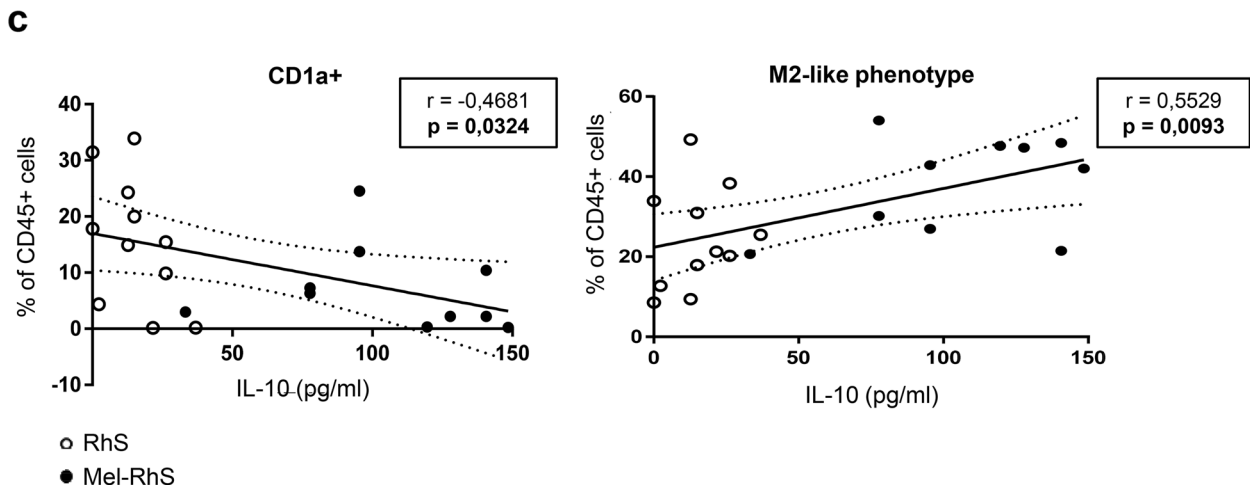 c
CD1a+
r = -0,4681
p = 0,0324
% of CD45+ cells
40
30
20
10
0
-10
50
100
150
IL-10 (pg/ml)
M2-like phenotype
r = 0,5529
p = 0,0093
% of CD45+ cells
60
40
20
0
0
50
100
150
IL-10 (pg/ml)
RhS
Mel-RhS